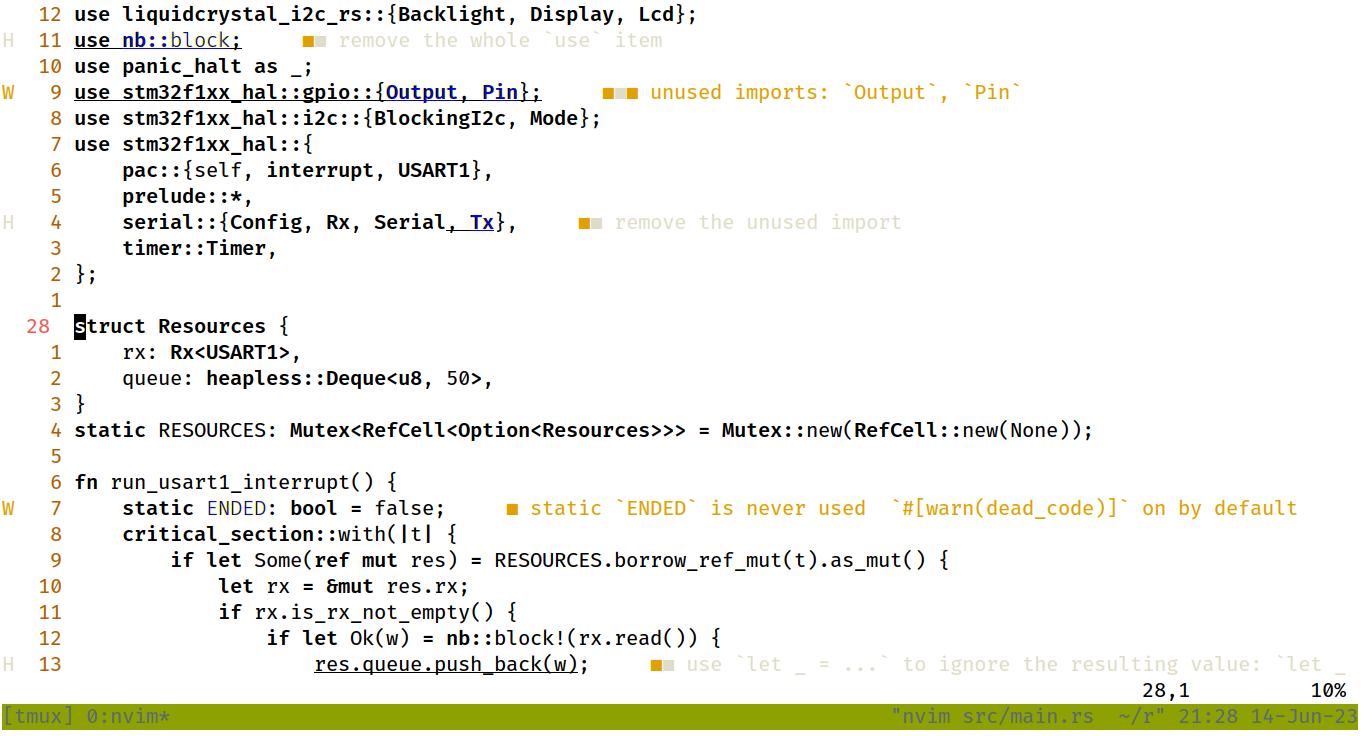 12 use liquidcrystal_i2c_rs::{Backlight, Display, Lcd};
H 11 use nb::block; ■■ remove the whole `use` item
10 use panic_halt as _;
W 9 use stm32f1xx_hal::gpio::{Output, Pin}; ■■■ unused imports: `Output`, `Pin`
8 use stm32f1xx_hal::i2c::{BlockingI2c, Mode};
7 use stm32f1xx_hal::{
6     pac::{self, interrupt, USART1},
5     prelude::*,
H 4     serial::{Config, Rx, Serial, Tx}, ■■ remove the unused import
3     timer::Timer,
2 };
1
28 struct Resources {
1     rx: Rx<USART1>,
2     queue: heapless::Deque<u8, 50>,
3 }
4 static RESOURCES: Mutex<RefCell<Option<Resources>>> = Mutex::new(RefCell::new(None));
5
6 fn run_usart1_interrupt() {
W 7     static ENDED: bool = false; ■ static `ENDED` is never used  `#[warn(dead_code)]` on by default
8     critical_section::with(|t| {
9         if let Some(ref mut res) = RESOURCES.borrow_ref_mut(t).as_mut() {
10             let rx = &mut res.rx;
11             if rx.is_rx_not_empty() {
12                 if let Ok(w) = nb::block!(rx.read()) {
H 13                     res.queue.push_back(w); ■■ use `let _ = ...` to ignore the resulting value: `let _
28,1 10%
[tmux] 0:nvim* "nvim src/main.rs  ~/r" 21:28 14-Jun-23